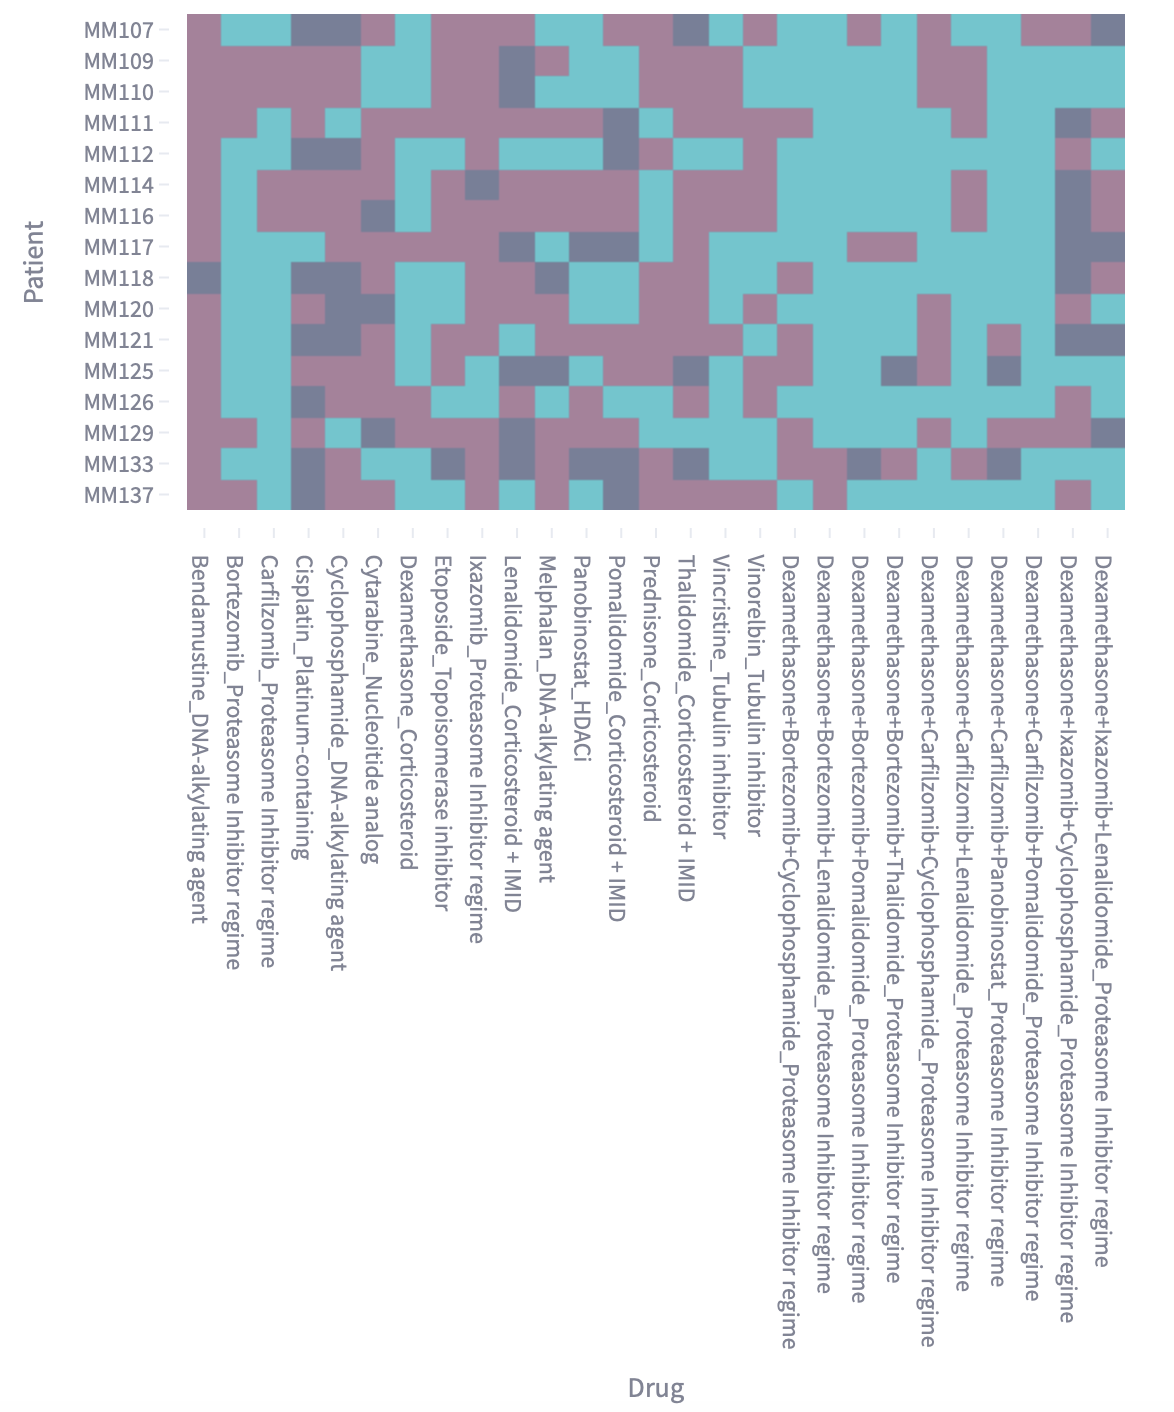 MM107
MM109
MM110
MM111
MM112
MM114
MM116
MM117
MM118
MM120
MM121
MM125
MM126
MM129
MM133
MM137
Patient
Bendamustine_DNA-alkylating agent
Bortezomib_Proteasome Inhibitor regime
Carfilzomib_Proteasome Inhibitor regime
Cisplatin_Platinum-containing
Cyclophosphamide_DNA-alkylating agent
Cytarabine_Nucleoitide analog
Dexamethasone_Corticosteroid
Etoposide_Topoisomerase inhibitor
Ixazomib_Proteasome Inhibitor regime
Lenalidomide_Corticosteroid + IMID
Melphalan_DNA-alkylating agent
Panobinostat_HDACi
Pomalidomide_Corticosteroid + IMID
Prednisone_Corticosteroid
Thalidomide_Corticosteroid + IMID
Vincristine_Tubulin inhibitor
Vinorelbin_Tubulin inhibitor
Dexamethasone+Bortezomib+Cyclophosphamide_Proteasome Inhibitor regime
Dexamethasone+Bortezomib+Lenalidomide_Proteasome Inhibitor regime
Dexamethasone+Bortezomib+Pomalidomide_Proteasome Inhibitor regime
Dexamethasone+Bortezomib+Thalidomide_Proteasome Inhibitor regime
Dexamethasone+Carfilzomib+Cyclophosphamide_Proteasome Inhibitor regime
Dexamethasone+Carfilzomib+Lenalidomide_Proteasome Inhibitor regime
Dexamethasone+Carfilzomib+Panobinostat_Proteasome Inhibitor regime
Dexamethasone+Carfilzomib+Pomalidomide_Proteasome Inhibitor regime
Dexamethasone+Ixazomib+Cyclophosphamide_Proteasome Inhibitor regime
Dexamethasone+Ixazomib+Lenalidomide_Proteasome Inhibitor regime
Drug